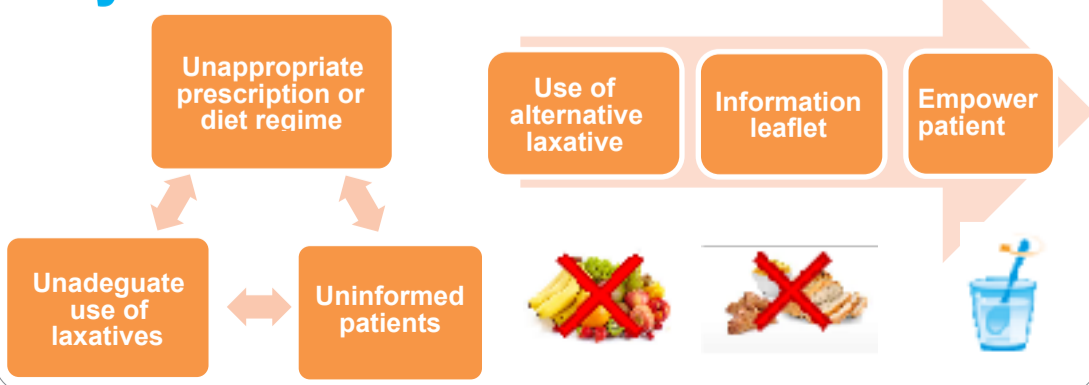 Unappropriate
prescription or
diet regime
Use of
alternative
laxative
Information
leaflet
Empower
patient
Unadeguate
use of
laxatives
Uninformed
patients